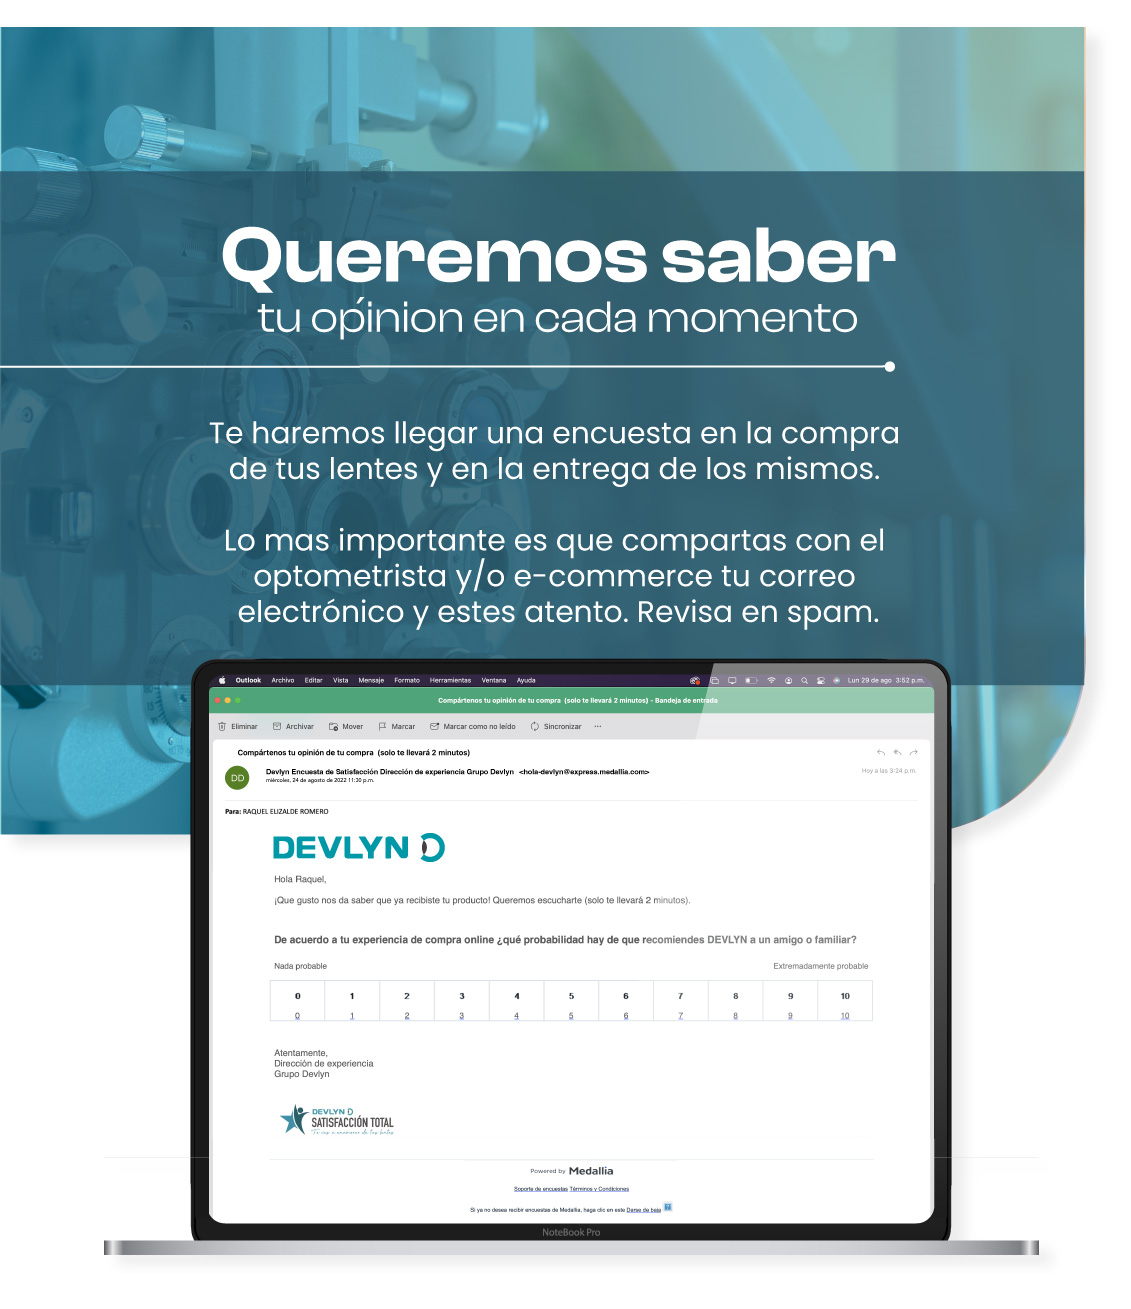 Queremos saber
tu opínion en cada momento
Te haremos llegar una encuesta en la compra
de tus lentes y en la entrega de los mismos.
Lo mas importante es que compartas con el
optometrista y/o e-commerce tu correo
electrónico y estes atento. Revisa en spam.
Outlook Archivo Editar Vista Mensaje Formato Herramientas Ventana Ayuda Lun 29 de ago 3:52 p.m.
Compártenos tu opinión de tu compra (solo te llevará 2 minutos) - Bandeja de entrada
Eliminar Archivar Mover Marcar Marcar como no leído Sincronizar ...
Compártenos tu opinión de tu compra (solo te llevará 2 minutos)
DD
Devlyn Encuesta de Satisfacción Dirección de experiencia Grupo Devlyn <hola-devlyn@express.medallia.com>
Hoy a las 3:24 p.m.
miércoles, 24 de agosto de 2022 11:30 p.m.
Para: RAQUEL ELIZALDE ROMERO
DEVLYN D
Hola Raquel,
¡Que gusto nos da saber que ya recibiste tu producto! Queremos escucharte (solo te llevará 2 minutos).
De acuerdo a tu experiencia de compra online ¿qué probabilidad hay de que recomiendes DEVLYN a un amigo o famíliar?
Nada probable Extremadamente probable
0 1 2 3 4 5 6 7 8 9 10
0 1 2 3 4 5 6 7 8 9 10
Atentamente,
Dirección de experiencia
Grupo Devlyn
DEVLYN D
SATISFACCIÓN TOTAL
Powered by Medallia
Soporte de encuestas Términos y Condiciones
Si ya no desea recibir encuestas de Medallia, haga clic en este Darse de baja
NoteBook Pro